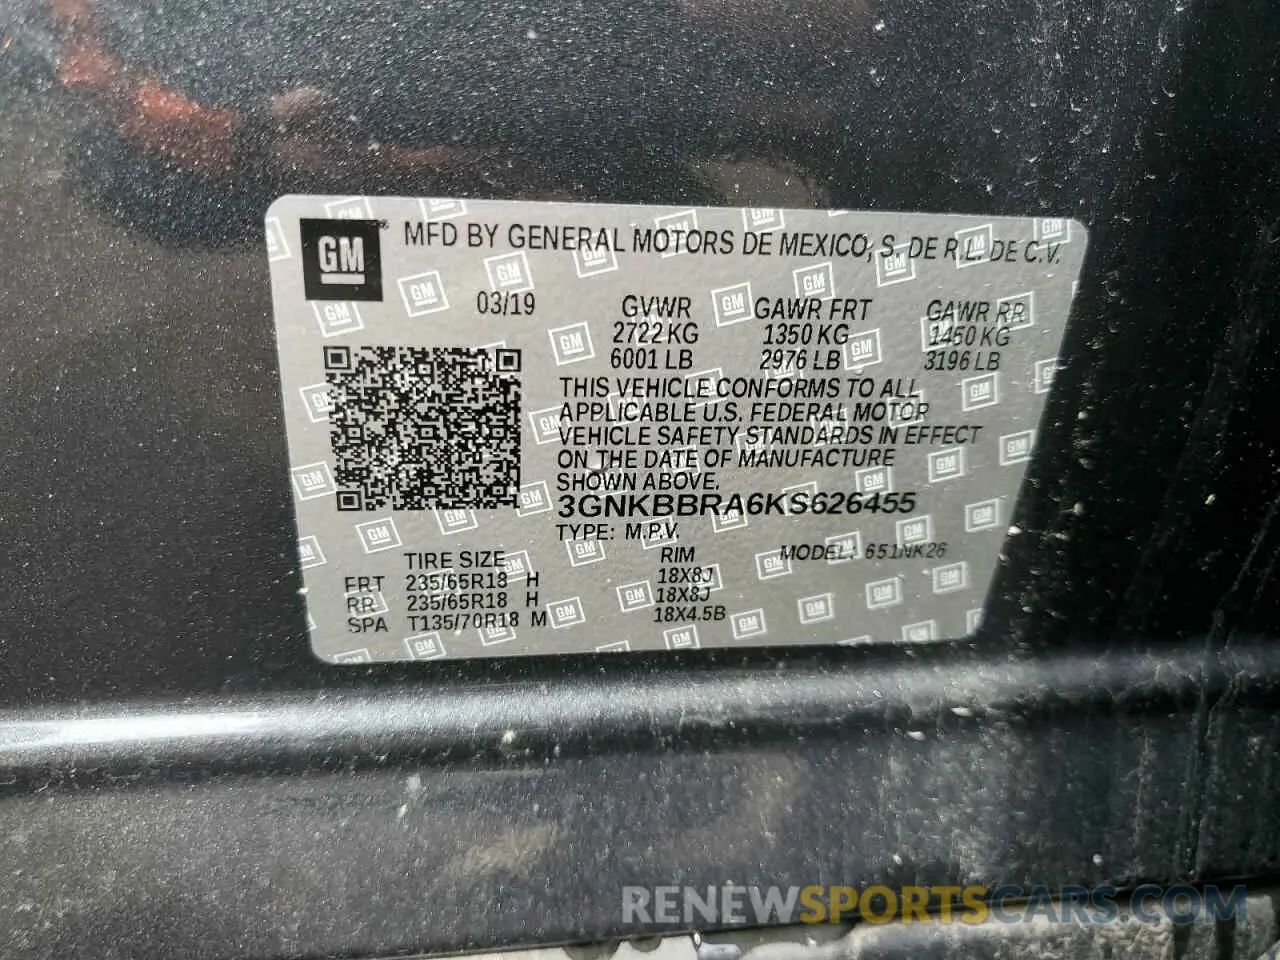 GM
MFD BY GENERAL MOTORS DE MEXICO, S. DE R.L. DE C.V.
03/19 GVWR GAWR FRT GAWR RR
2722 KG 1350 KG 1450 KG
6001 LB 2976 LB 3196 LB
THIS VEHICLE CONFORMS TO ALL
APPLICABLE U.S. FEDERAL MOTOR
VEHICLE SAFETY STANDARDS IN EFFECT
ON THE DATE OF MANUFACTURE
SHOWN ABOVE.
3GNKBBRA6KS626455
TYPE: M.P.V.
MODEL: 651NK26
TIRE SIZE RIM
FRT 235/65R18 H 18X8J
RR 235/65R18 H 18X8J
SPA T135/70R18 M 18X4.5B
RENEWSPORTSCARS.COM